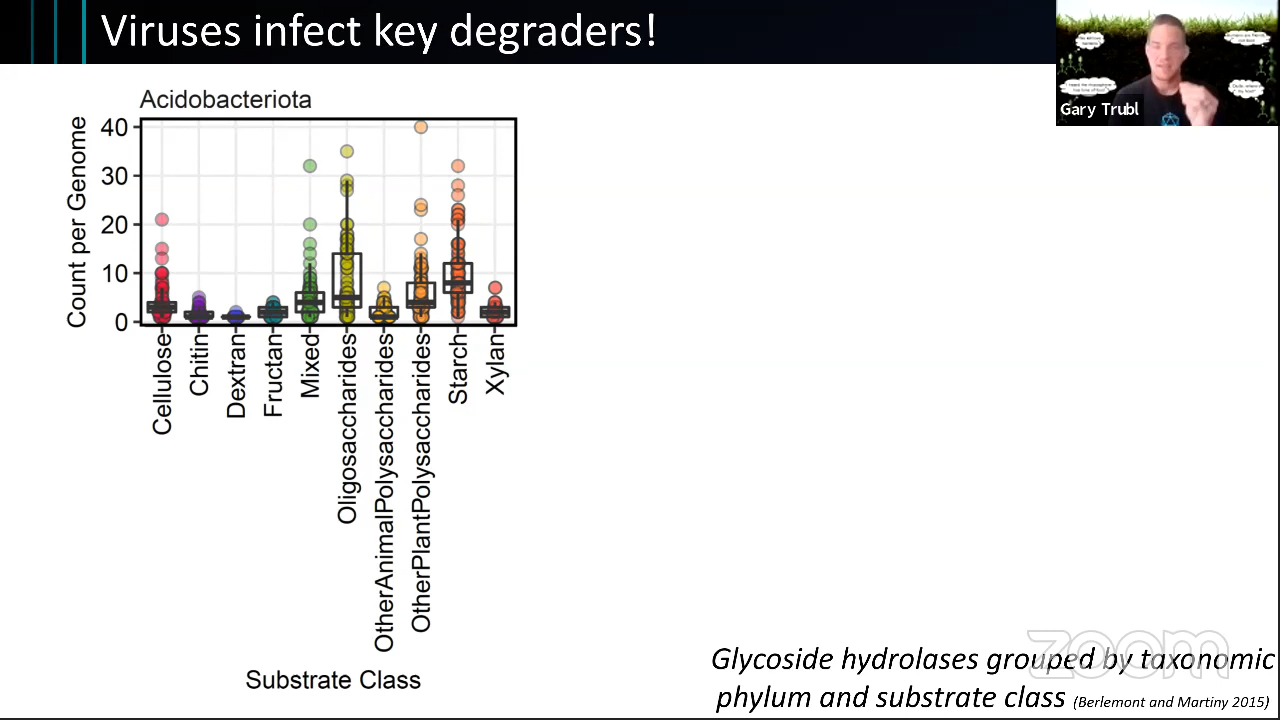 Viruses infect key degraders!
Gary Trubl
Acidobacteriota
Count per Genome
40
30
20
10
0
Cellulose
Chitin
Dextran
Fructan
Mixed
Oligosaccharides
OtherAnimalPolysaccharides
OtherPlantPolysaccharides
Starch
Xylan
Substrate Class
Glycoside hydrolases grouped by taxonomic
phylum and substrate class (Berlemont and Martiny 2015)
zoom